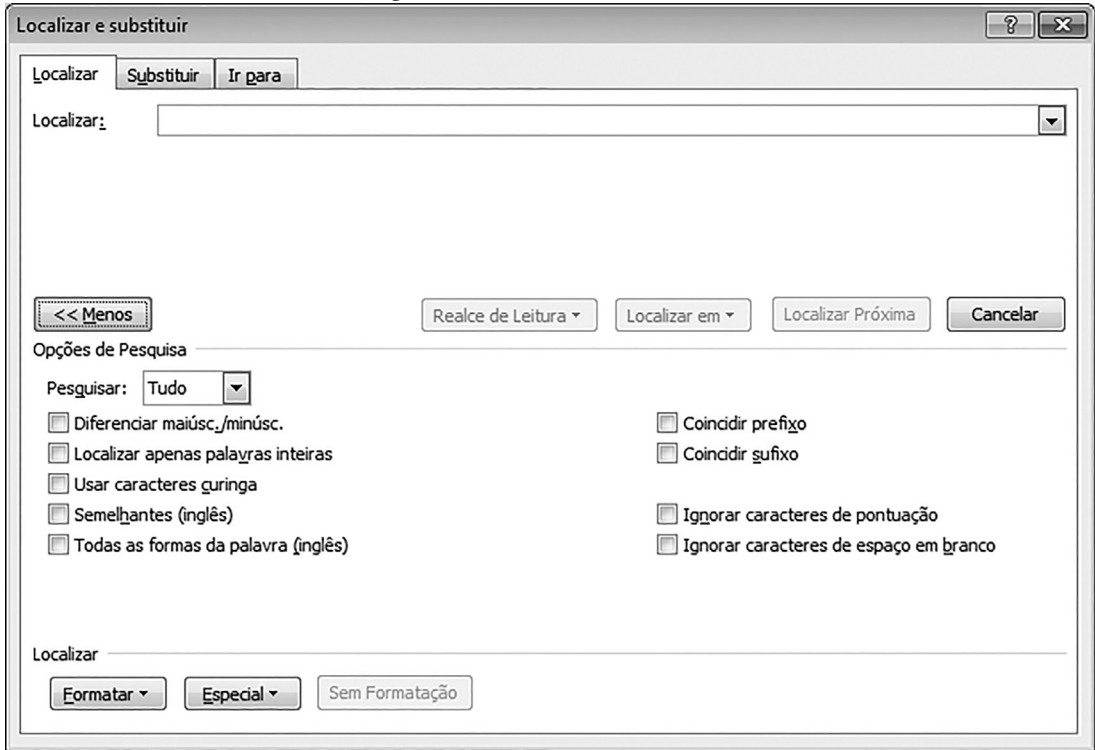 Localizar e substituir
Localizar Substituir Ir para
Localizar:
<< Menos Realce de Leitura Localizar em Localizar Próxima Cancelar
Opções de Pesquisa
Pesquisar: Tudo
Diferenciar maiúsc./minúsc. Coincidir prefixo
Localizar apenas palavras inteiras Coincidir sufixo
Usar caracteres curinga
Semelhantes (inglês) Ignorar caracteres de pontuação
Todas as formas da palavra (inglês) Ignorar caracteres de espaço em branco
Localizar
Formatar Especial Sem Formatação